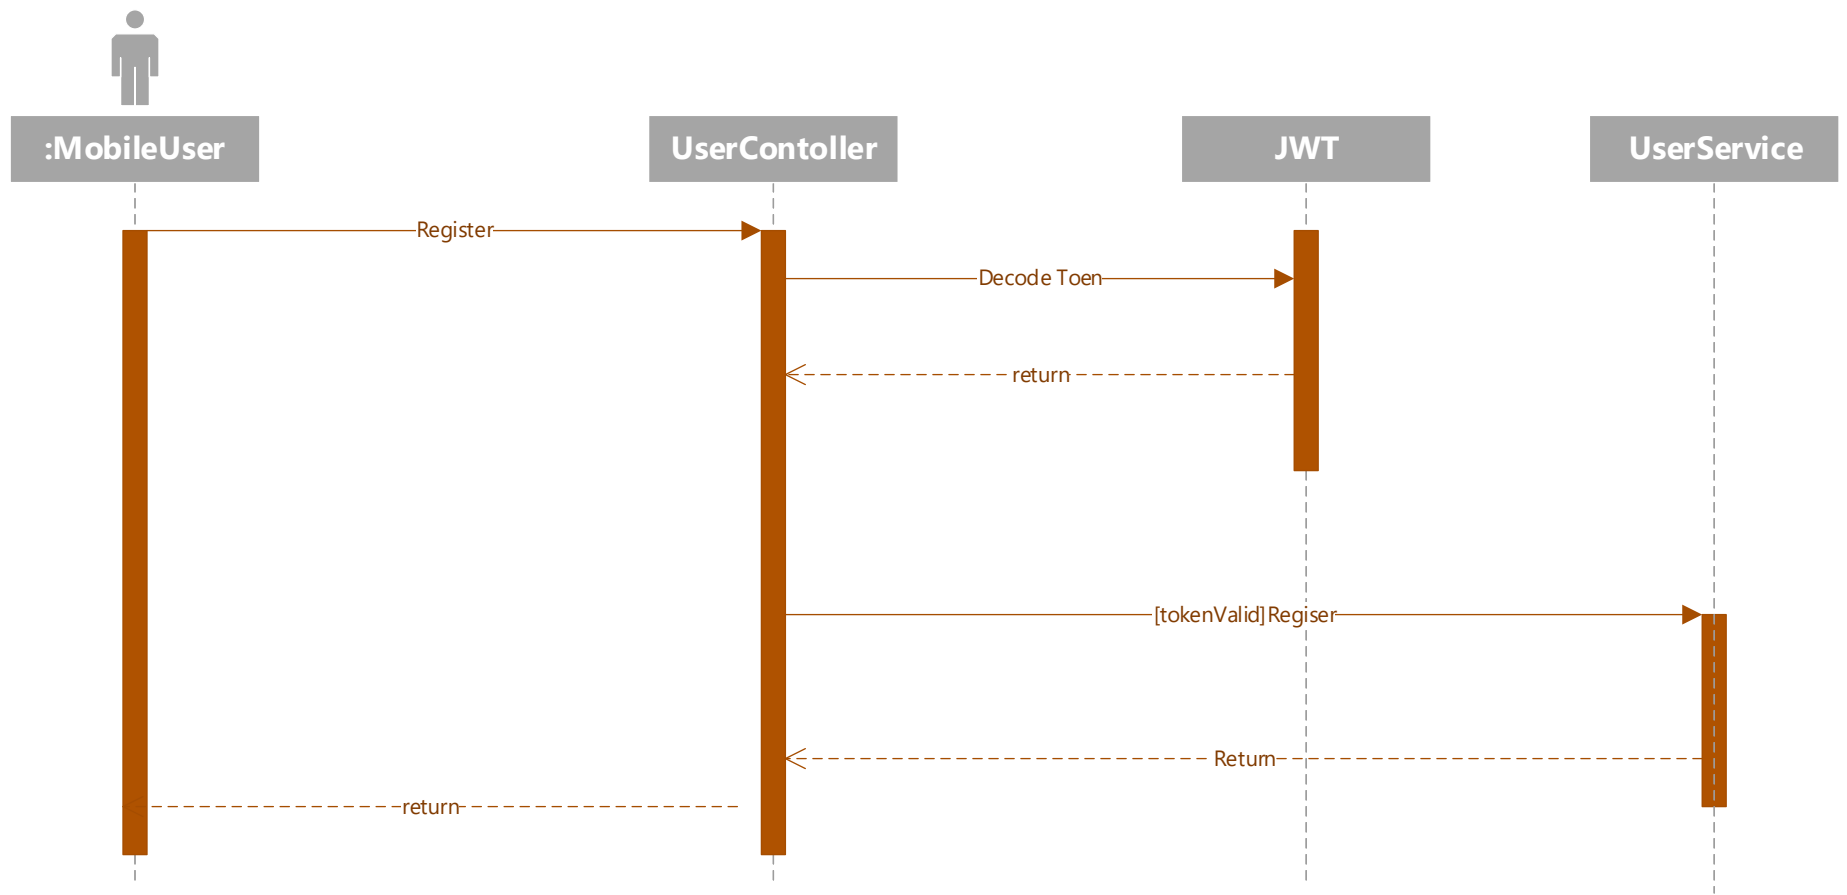 :MobileUser
UserContoller
JWT
UserService
Register
Decode Toen
return
[tokenValid]Regiser
Return
return